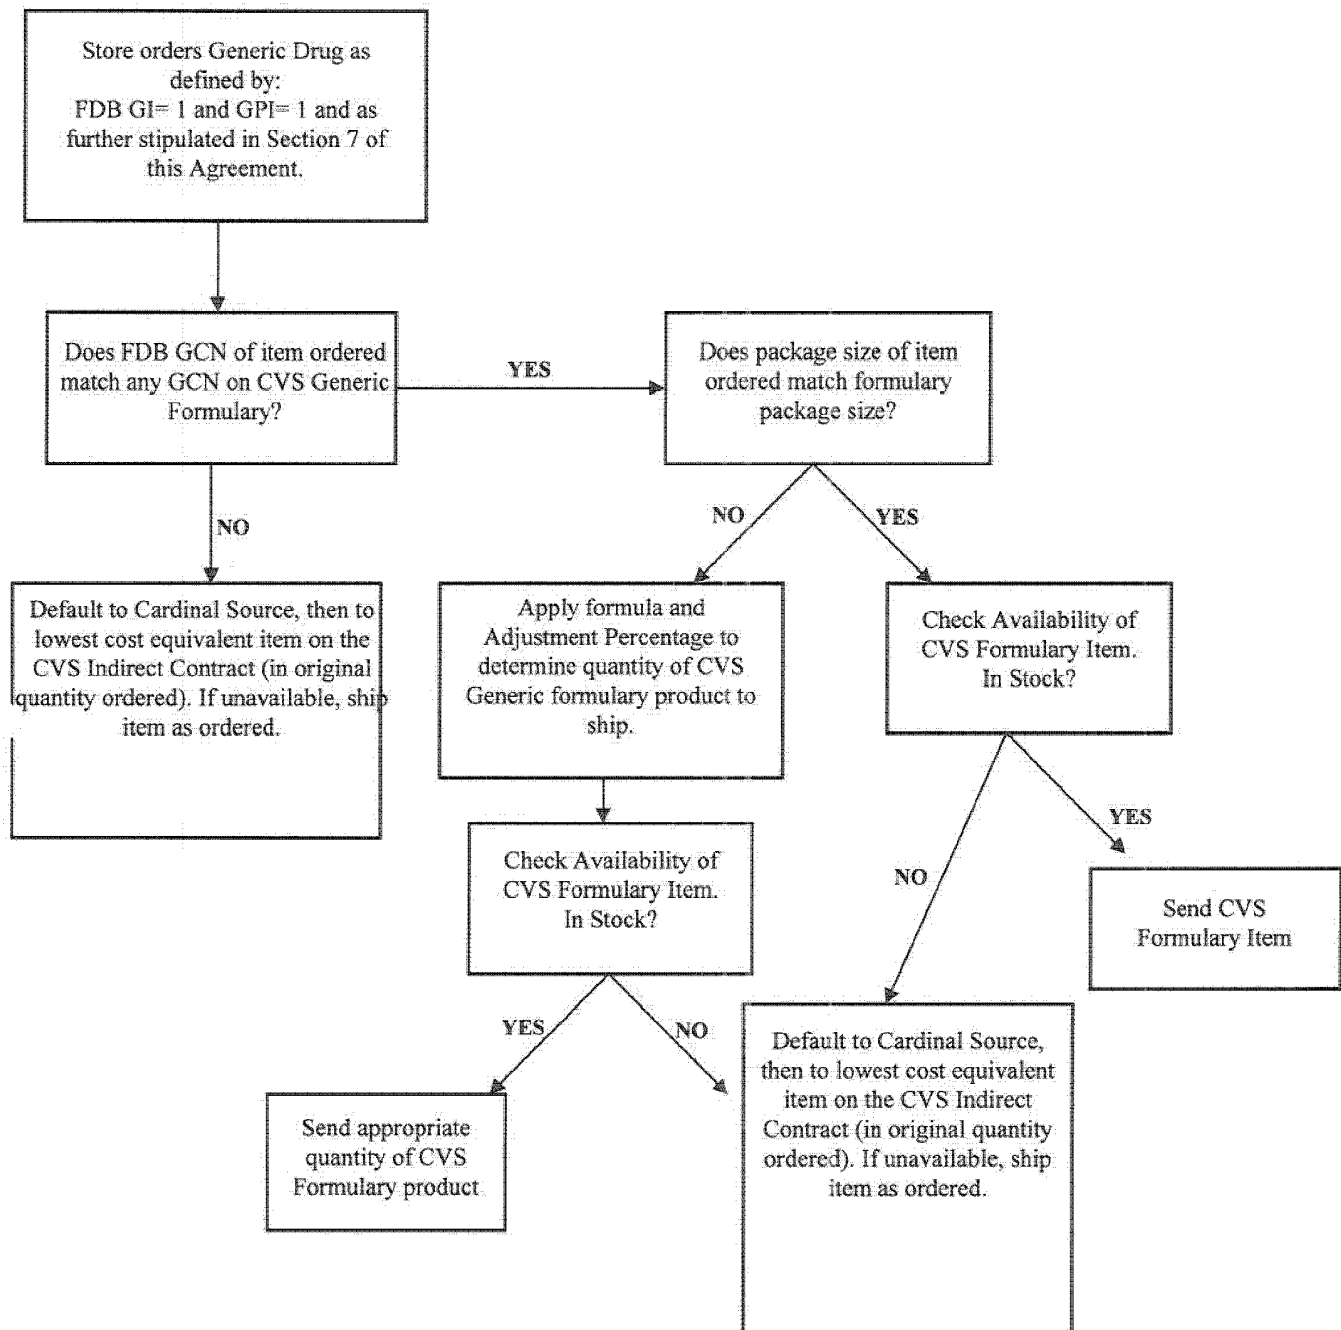 Store orders Generic Drug as
defined by:
FDB GI= 1 and GPI= 1 and as
further stipulated in Section 7 of
this Agreement.
Does FDB GCN of item ordered
match any GCN on CVS Generic
Formulary?
YES
Does package size of item
ordered match formulary
package size?
NO
NO
YES
Default to Cardinal Source, then to
lowest cost equivalent item on the
CVS Indirect Contract (in original
quantity ordered). If unavailable, ship
item as ordered.
Apply formula and
Adjustment Percentage to
determine quantity of CVS
Generic formulary product to
ship.
Check Availability of
CVS Formulary Item.
In Stock?
Check Availability of
CVS Formulary Item.
In Stock?
YES
NO
Send CVS
Formulary Item
YES
NO
Send appropriate
quantity of CVS
Formulary product
Default to Cardinal Source,
then to lowest cost equivalent
item on the CVS Indirect
Contract (in original quantity
ordered). If unavailable, ship
item as ordered.